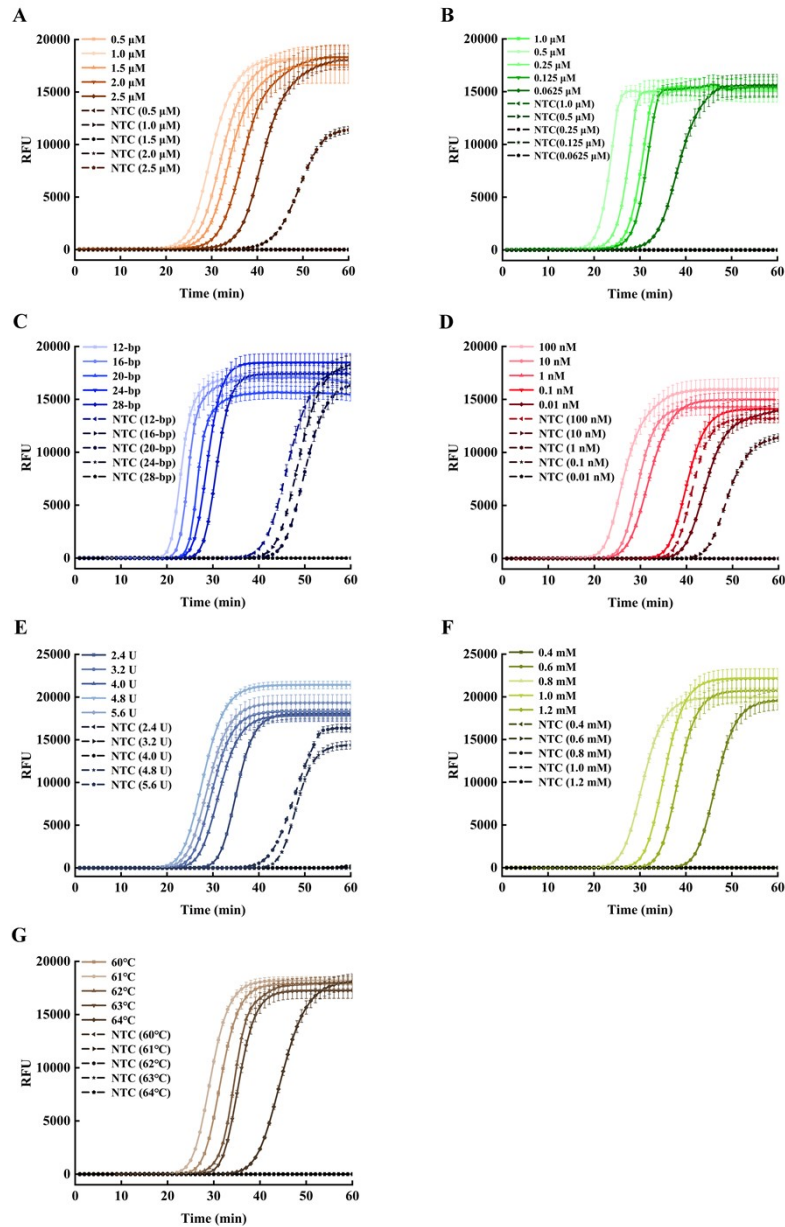 A
20000
15000
10000
5000
0
RFU
0.5 μM
1.0 μM
1.5 μM
2.0 μM
2.5 μM
NTC (0.5 μM)
NTC (1.0 μM)
NTC (1.5 μM)
NTC (2.0 μM)
NTC (2.5 μM)
0 10 20 30 40 50 60
Time (min)
B
20000
15000
10000
5000
0
RFU
1.0 μM
0.5 μM
0.25 μM
0.125 μM
0.0625 μM
NTC(1.0 μM)
NTC(0.5 μM)
NTC(0.25 μM)
NTC(0.125 μM)
NTC(0.0625 μM)
0 10 20 30 40 50 60
Time (min)
C
20000
15000
10000
5000
0
RFU
12-bp
16-bp
20-bp
24-bp
28-bp
NTC (12-bp)
NTC (16-bp)
NTC (20-bp)
NTC (24-bp)
NTC (28-bp)
0 10 20 30 40 50 60
Time (min)
D
20000
15000
10000
5000
0
RFU
100 nM
10 nM
1 nM
0.1 nM
0.01 nM
NTC (100 nM)
NTC (10 nM)
NTC (1 nM)
NTC (0.1 nM)
NTC (0.01 nM)
0 10 20 30 40 50 60
Time (min)
E
25000
20000
15000
10000
5000
0
RFU
2.4 U
3.2 U
4.0 U
4.8 U
5.6 U
NTC (2.4 U)
NTC (3.2 U)
NTC (4.0 U)
NTC (4.8 U)
NTC (5.6 U)
0 10 20 30 40 50 60
Time (min)
F
25000
20000
15000
10000
5000
0
RFU
0.4 mM
0.6 mM
0.8 mM
1.0 mM
1.2 mM
NTC (0.4 mM)
NTC (0.6 mM)
NTC (0.8 mM)
NTC (1.0 mM)
NTC (1.2 mM)
0 10 20 30 40 50 60
Time (min)
G
20000
15000
10000
5000
0
RFU
60℃
61℃
62℃
63℃
64℃
NTC (60℃)
NTC (61℃)
NTC (62℃)
NTC (63℃)
NTC (64℃)
0 10 20 30 40 50 60
Time (min)